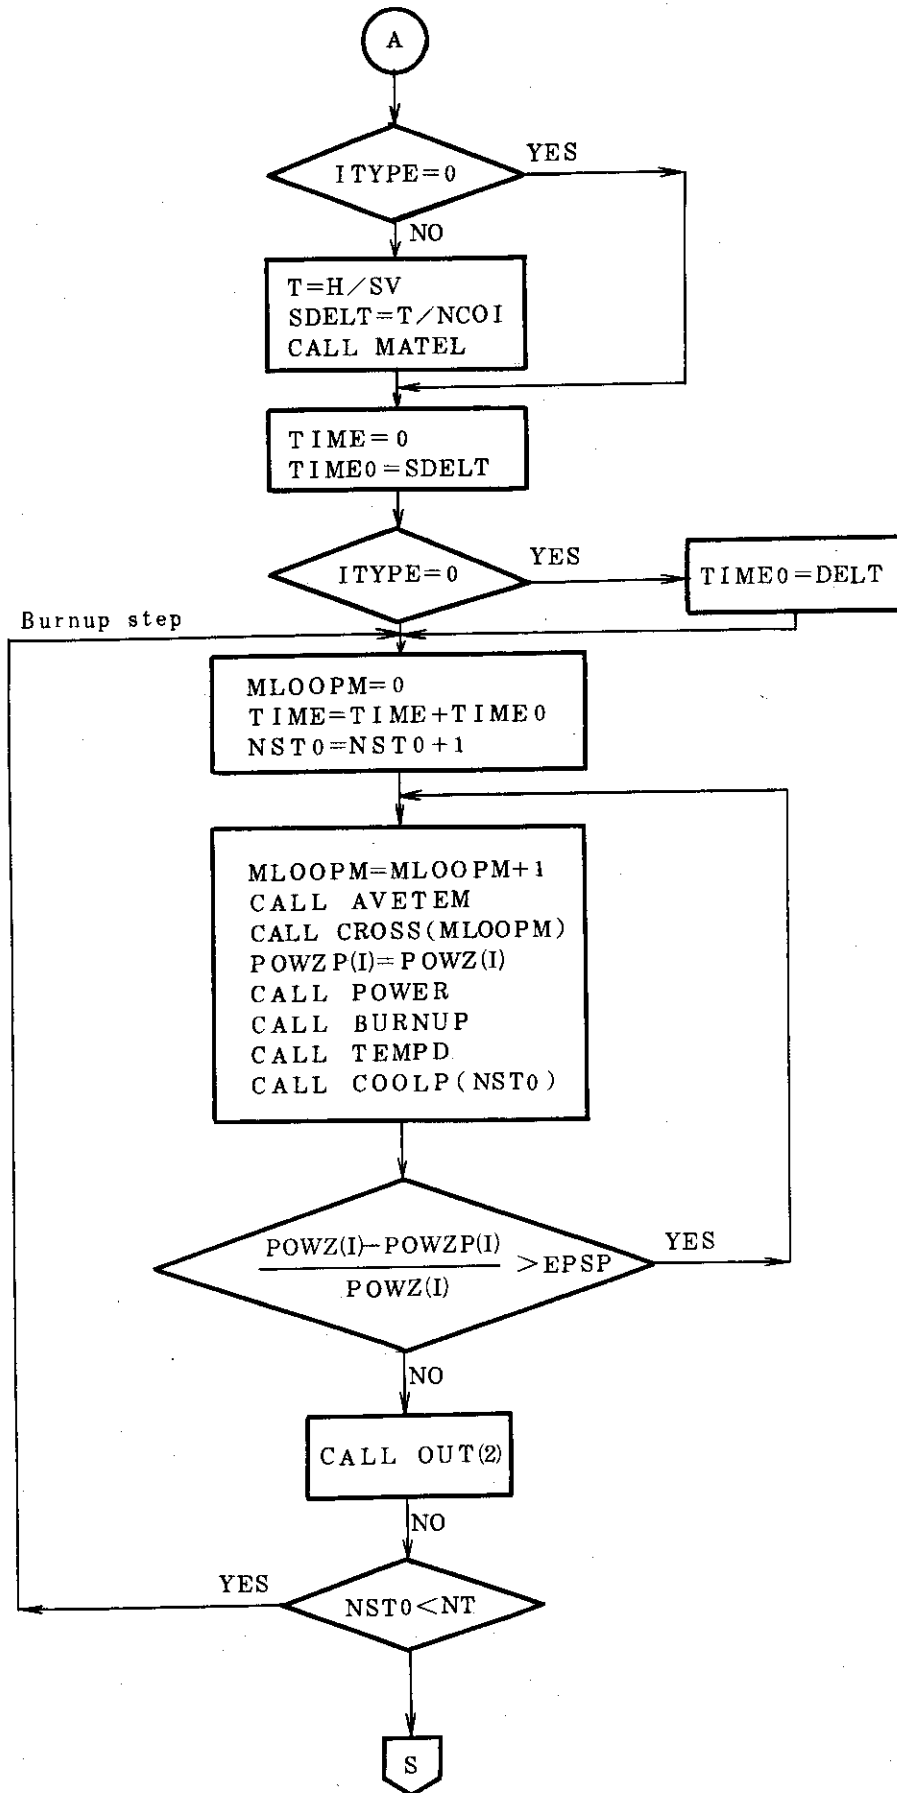 A
ITYPE=0
YES
NO
T=H/SV
SDELT=T/NCOI
CALL MATEL
TIME=0
TIME0=SDELT
ITYPE=0
YES
TIME0=DELT
Burnup step
MLOOPM=0
TIME=TIME+TIME0
NST0=NST0+1
MLOOPM=MLOOPM+1
CALL AVETEM
CALL CROSS(MLOOPM)
POWZP(I)=POWZ(I)
CALL POWER
CALL BURNUP
CALL TEMPD
CALL COOLP(NST0)
POWZ(I)-POWZP(I)
POWZ(I)
>EPSP
YES
NO
CALL OUT(2)
NO
YES
NST0<NT
S